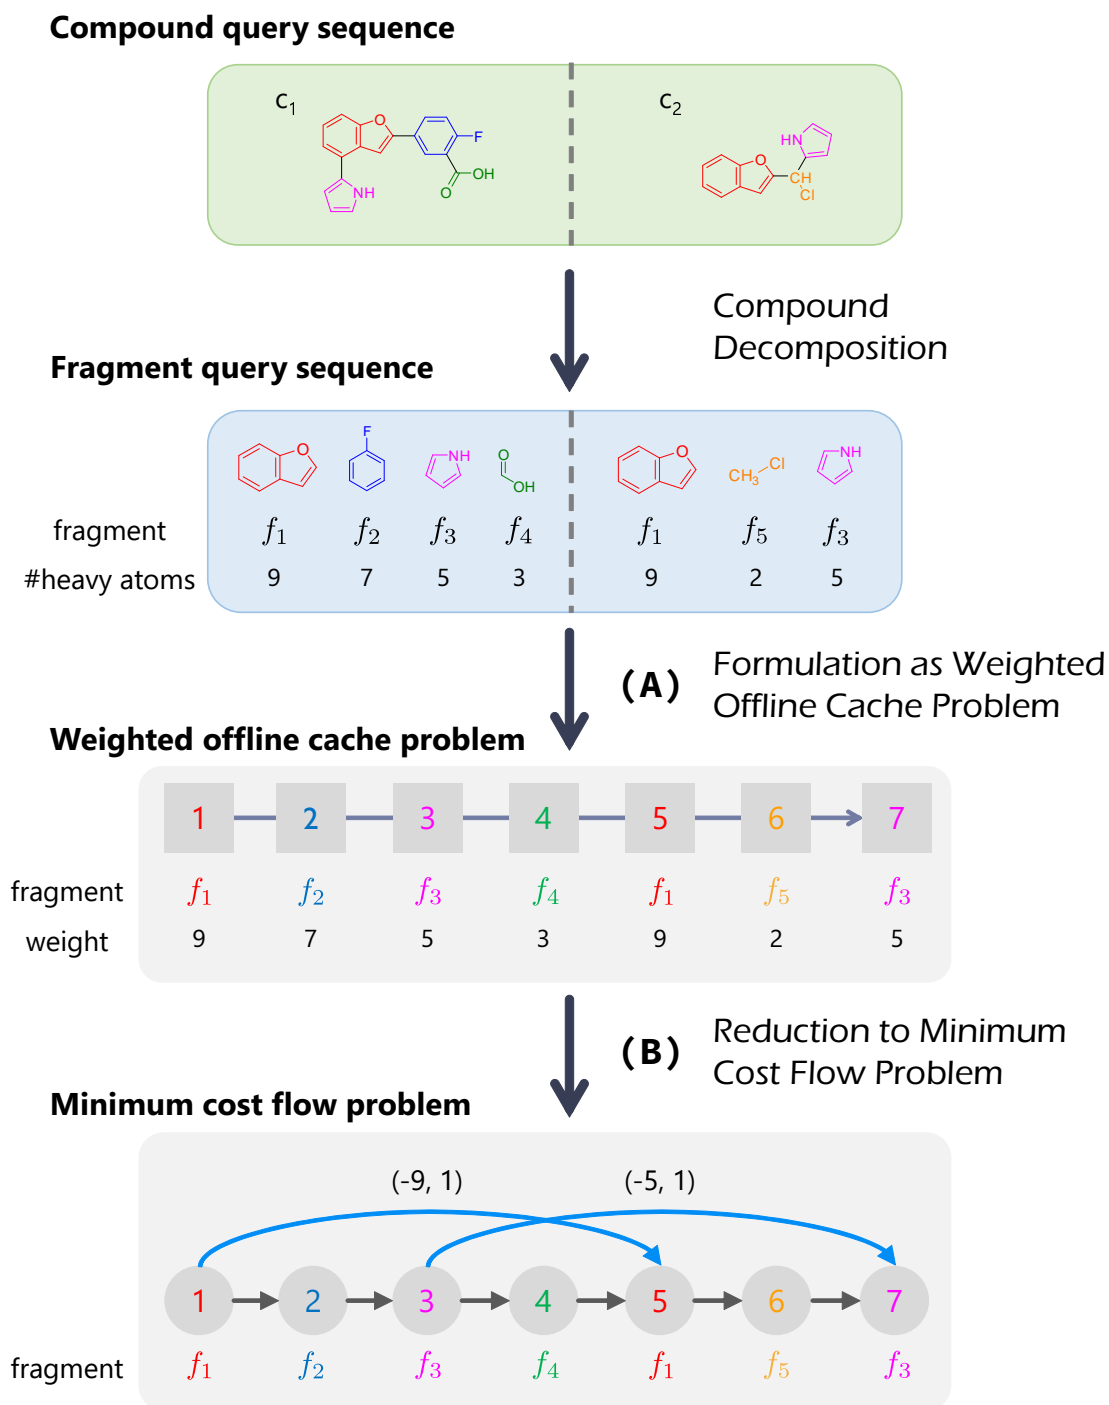 Compound query sequence
c1 c2
O F OH O NH
HN O CH Cl
Compound
Decomposition
Fragment query sequence
O F NH O OH O CH3 Cl NH
fragment f1 f2 f3 f4 f1 f5 f3
#heavy atoms 9 7 5 3 9 2 5
(A) Formulation as Weighted
Offline Cache Problem
Weighted offline cache problem
1 2 3 4 5 6 7
fragment f1 f2 f3 f4 f1 f5 f3
weight 9 7 5 3 9 2 5
(B) Reduction to Minimum
Cost Flow Problem
Minimum cost flow problem
(-9, 1) (-5, 1)
1 2 3 4 5 6 7
fragment f1 f2 f3 f4 f1 f5 f3